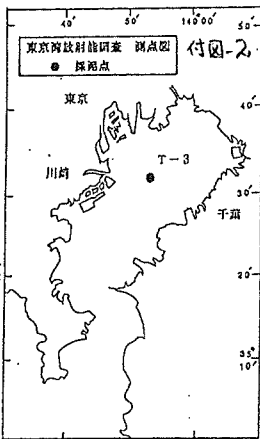 40′
50′
140°00′
50′
東京湾放射能調査 測点図
● 採泥点
付図-2
40′
東京
T-3
川崎
30′
千葉
20′
35°
10′